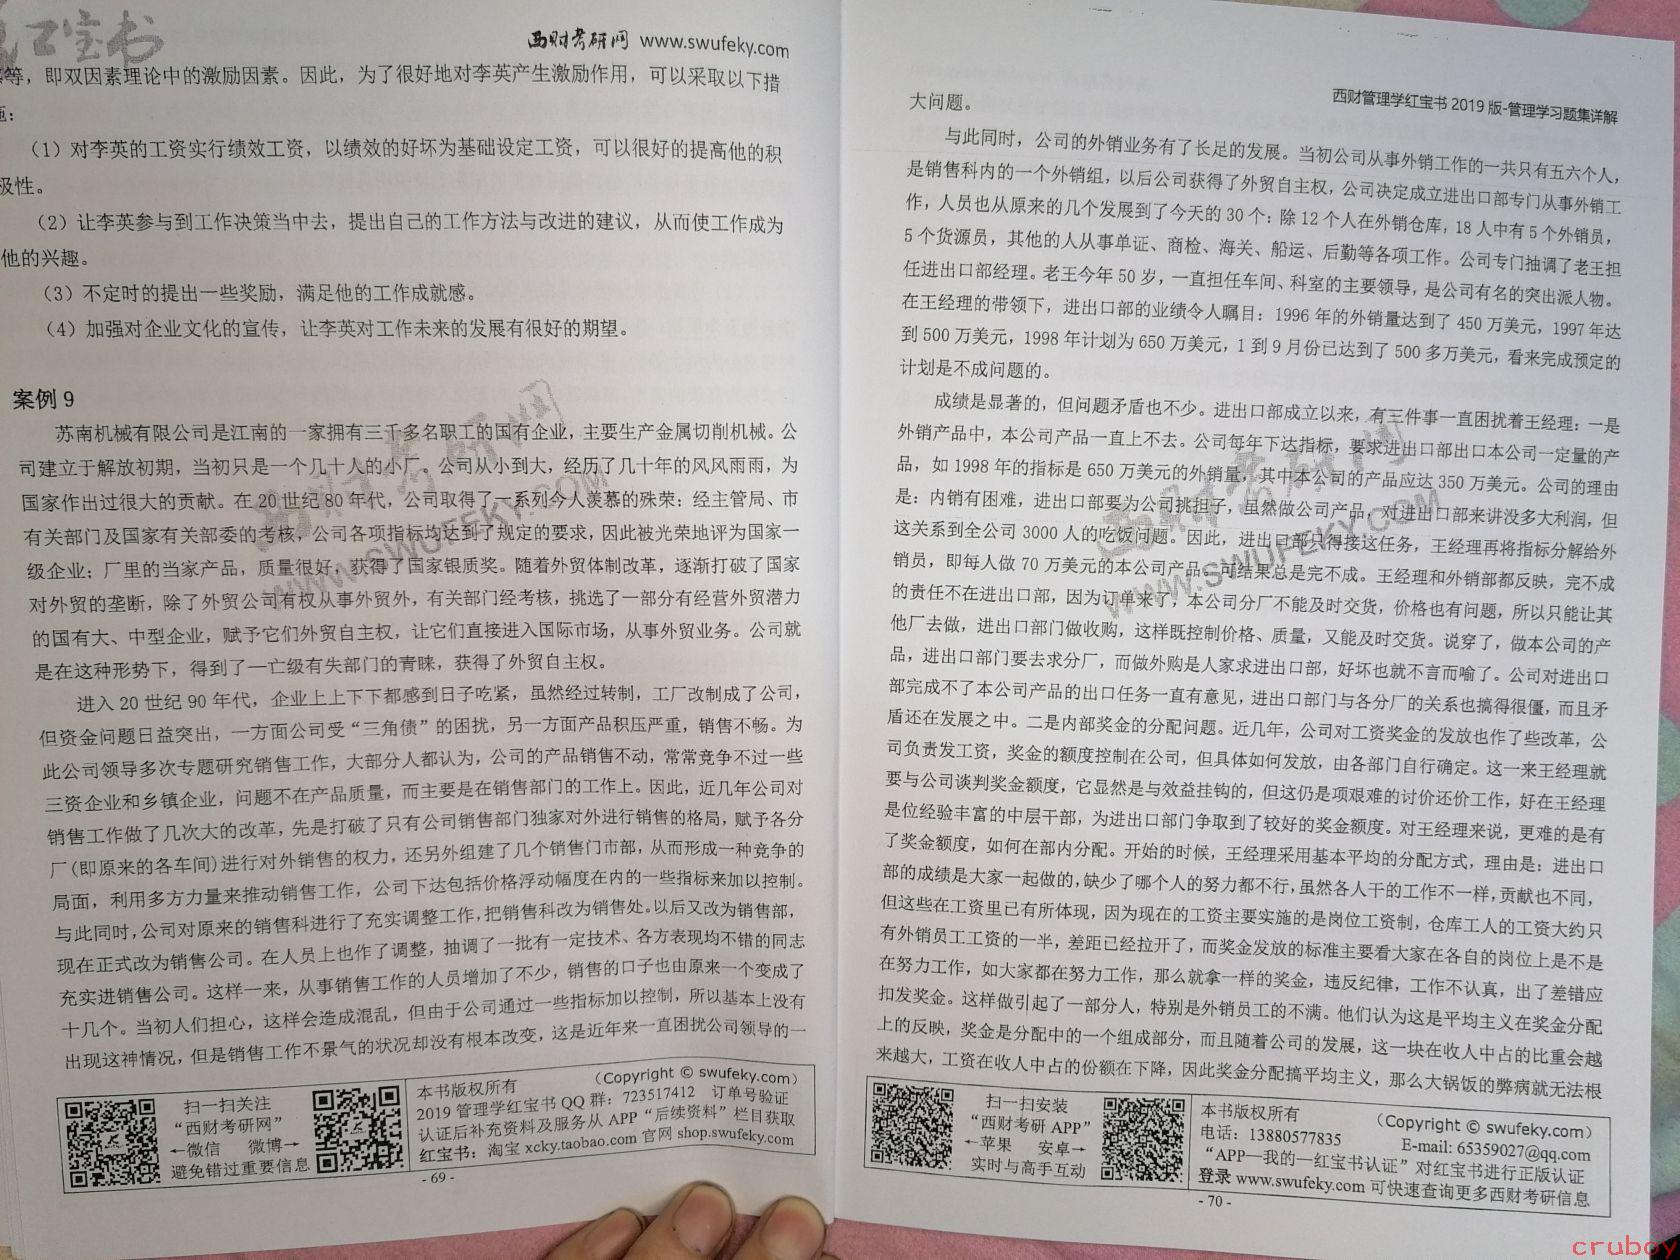 红宝书
西财考研网 www.swufeky.com
等，即双因素理论中的激励因素。因此，为了很好地对李英产生激励作用，可以采取以下措
施：
（1）对李英的工资实行绩效工资，以绩效的好坏为基础设定工资，可以很好的提高他的积
极性。
（2）让李英参与到工作决策当中去，提出自己的工作方法与改进的建议，从而使工作成为
他的兴趣。
（3）不定时的提出一些奖励，满足他的工作成就感。
（4）加强对企业文化的宣传，让李英对工作未来的发展有很好的期望。
案例 9
苏南机械有限公司是江南的一家拥有三千多名职工的国有企业，主要生产金属切削机械。公
司建立于解放初期，当初只是一个几十人的小厂。公司从小到大，经历了几十年的风风雨雨，为
国家作出过很大的贡献。在 20 世纪 80 年代，公司取得了一系列令人羡慕的殊荣：经主管局、市
有关部门及国家有关部委的考核，公司各项指标均达到了规定的要求，因此被光荣地评为国家一
级企业；厂里的当家产品，质量很好，获得了国家银质奖。随着外贸体制改革，逐渐打破了国家
对外贸的垄断，除了外贸公司有权从事外贸外，有关部门经考核，挑选了一部分有经营外贸潜力
的国有大、中型企业，赋予它们外贸自主权，让它们直接进入国际市场，从事外贸业务。公司就
是在这种形势下，得到了一亡级有失部门的青睐，获得了外贸自主权。
进入 20 世纪 90 年代，企业上上下下都感到日子吃紧，虽然经过转制，工厂改制成了公司，
但资金问题日益突出，一方面公司受“三角债”的困扰，另一方面产品积压严重，销售不畅。为
此公司领导多次专题研究销售工作，大部分人都认为，公司的产品销售不动，常常竞争不过一些
三资企业和乡镇企业，问题不在产品质量，而主要是在销售部门的工作上。因此，近几年公司对
销售工作做了几次大的改革，先是打破了只有公司销售部门独家对外进行销售的格局，赋予各分
厂(即原来的各车间)进行对外销售的权力，还另外组建了几个销售门市部，从而形成一种竞争的
局面，利用多方力量来推动销售工作，公司下达包括价格浮动幅度在内的一些指标来加以控制。
与此同时，公司对原来的销售科进行了充实调整工作，把销售科改为销售处。以后又改为销售部，
现在正式改为销售公司。在人员上也作了调整，抽调了一批有一定技术、各方表现均不错的同志
充实进销售公司。这样一来，从事销售工作的人员增加了不少，销售的口子也由原来一个变成了
十几个。当初人们担心，这样会造成混乱，但由于公司通过一些指标加以控制，所以基本上没有
出现这神情况，但是销售工作不景气的状况却没有根本改变，这是近年来一直困扰公司领导的一
西财考研网
www.SWUFEKY.COM
扫一扫关注
“西财考研网”
←微信 微博→
避免错过重要信息
本书版权所有 （Copyright © swufeky.com）
2019 管理学红宝书 QQ 群：723517412 订单号验证
认证后补充资料及服务从 APP“后续资料”栏目获取
红宝书：淘宝 xcky.taobao.com 官网 shop.swufeky.com
- 69 -
西财管理学红宝书 2019 版-管理学习题集详解
大问题。
与此同时，公司的外销业务有了长足的发展。当初公司从事外销工作的一共只有五六个人，
是销售科内的一个外销组，以后公司获得了外贸自主权，公司决定成立进出口部专门从事外销工
作，人员也从原来的几个发展到了今天的 30 个：除 12 个人在外销仓库，18 人中有 5 个外销员，
5 个货源员，其他的人从事单证、商检、海关、船运、后勤等各项工作。公司专门抽调了老王担
任进出口部经理。老王今年 50 岁，一直担任车间、科室的主要领导，是公司有名的突出派人物。
在王经理的带领下，进出口部的业绩令人瞩目：1996 年的外销量达到了 450 万美元，1997 年达
到 500 万美元，1998 年计划为 650 万美元，1 到 9 月份已达到了 500 多万美元，看来完成预定的
计划是不成问题的。
成绩是显著的，但问题矛盾也不少。进出口部成立以来，有三件事一直困扰着王经理：一是
外销产品中，本公司产品一直上不去。公司每年下达指标，要求进出口部出口本公司一定量的产
品，如 1998 年的指标是 650 万美元的外销量，其中本公司的产品应达 350 万美元。公司的理由
是：内销有困难，进出口部要为公司挑担子，虽然做公司产品，对进出口部来讲没多大利润，但
这关系到全公司 3000 人的吃饭问题。因此，进出口部只得接这任务，王经理再将指标分解给外
销员，即每人做 70 万美元的本公司产品。可结果总是完不成。王经理和外销部都反映，完不成
的责任不在进出口部，因为订单来了，本公司分厂不能及时交货，价格也有问题，所以只能让其
他厂去做，进出口部门做收购，这样既控制价格、质量，又能及时交货。说穿了，做本公司的产
品，进出口部门要去求分厂，而做外购是人家求进出口部，好坏也就不言而喻了。公司对进出口
部完成不了本公司产品的出口任务一直有意见，进出口部门与各分厂的关系也搞得很僵，而且矛
盾还在发展之中。二是内部奖金的分配问题。近几年，公司对工资奖金的发放也作了些改革，公
司负责发工资，奖金的额度控制在公司，但具体如何发放，由各部门自行确定。这一来王经理就
要与公司谈判奖金额度，它显然是与效益挂钩的，但这仍是项艰难的讨价还价工作，好在王经理
是位经验丰富的中层干部，为进出口部门争取到了较好的奖金额度。对王经理来说，更难的是有
了奖金额度，如何在部内分配。开始的时候，王经理采用基本平均的分配方式，理由是：进出口
部的成绩是大家一起做的，缺少了哪个人的努力都不行，虽然各人干的工作不一样，贡献也不同，
但这些在工资里已有所体现，因为现在的工资主要实施的是岗位工资制，仓库工人的工资大约只
有外销员工工资的一半，差距已经拉开了，而奖金发放的标准主要看大家在各自的岗位上是不是
在努力工作，如大家都在努力工作，那么就拿一样的奖金，违反纪律，工作不认真，出了差错应
扣发奖金。这样做引起了一部分人，特别是外销员工的不满。他们认为这是平均主义在奖金分配
上的反映，奖金是分配中的一个组成部分，而且随着公司的发展，这一块在收人中占的比重会越
来越大，工资在收人中占的份额在下降，因此奖金分配搞平均主义，那么大锅饭的弊病就无法根
西财考研网
www.SWUFEKY.COM
扫一扫安装
“西财考研 APP”
←苹果 安卓→
实时与高手互动
本书版权所有 （Copyright © swufeky.com）
电话：13880577835 E-mail: 65359027@qq.com
“APP—我的—红宝书认证”对红宝书进行正版认证
登录 www.swufeky.com 可快速查询更多西财考研信息
- 70 -
cruboy